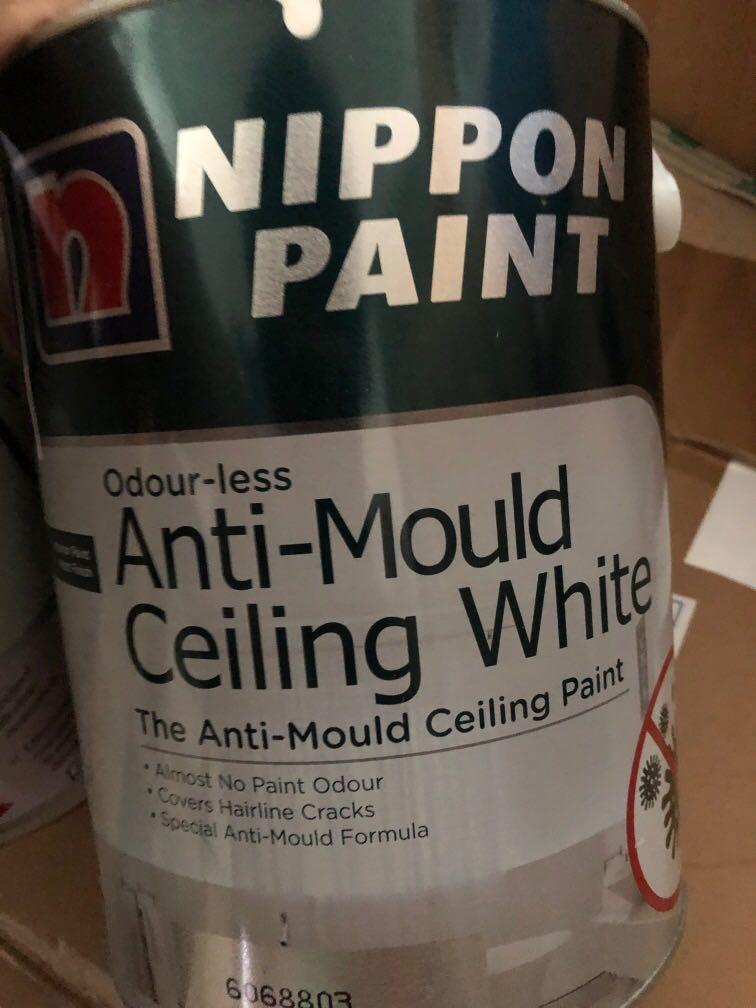 NIPPON
PAINT
Odour-less
Anti-Mould
Ceiling White
The Anti-Mould Ceiling Paint
• Almost No Paint Odour
• Covers Hairline Cracks
• Special Anti-Mould Formula
6068803